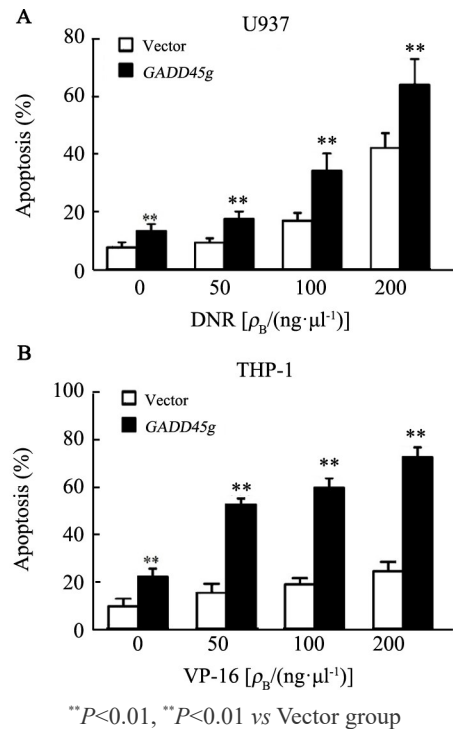 A
U937
Vector
GADD45g
Apoptosis (%)
80
60
40
20
0
**
**
**
**
0 50 100 200
DNR [ρB/(ng·μl-1)]
B
THP-1
Vector
GADD45g
Apoptosis (%)
100
80
60
40
20
0
**
**
**
**
0 50 100 200
VP-16 [ρB/(ng·μl-1)]
**P<0.01, **P<0.01 vs Vector group